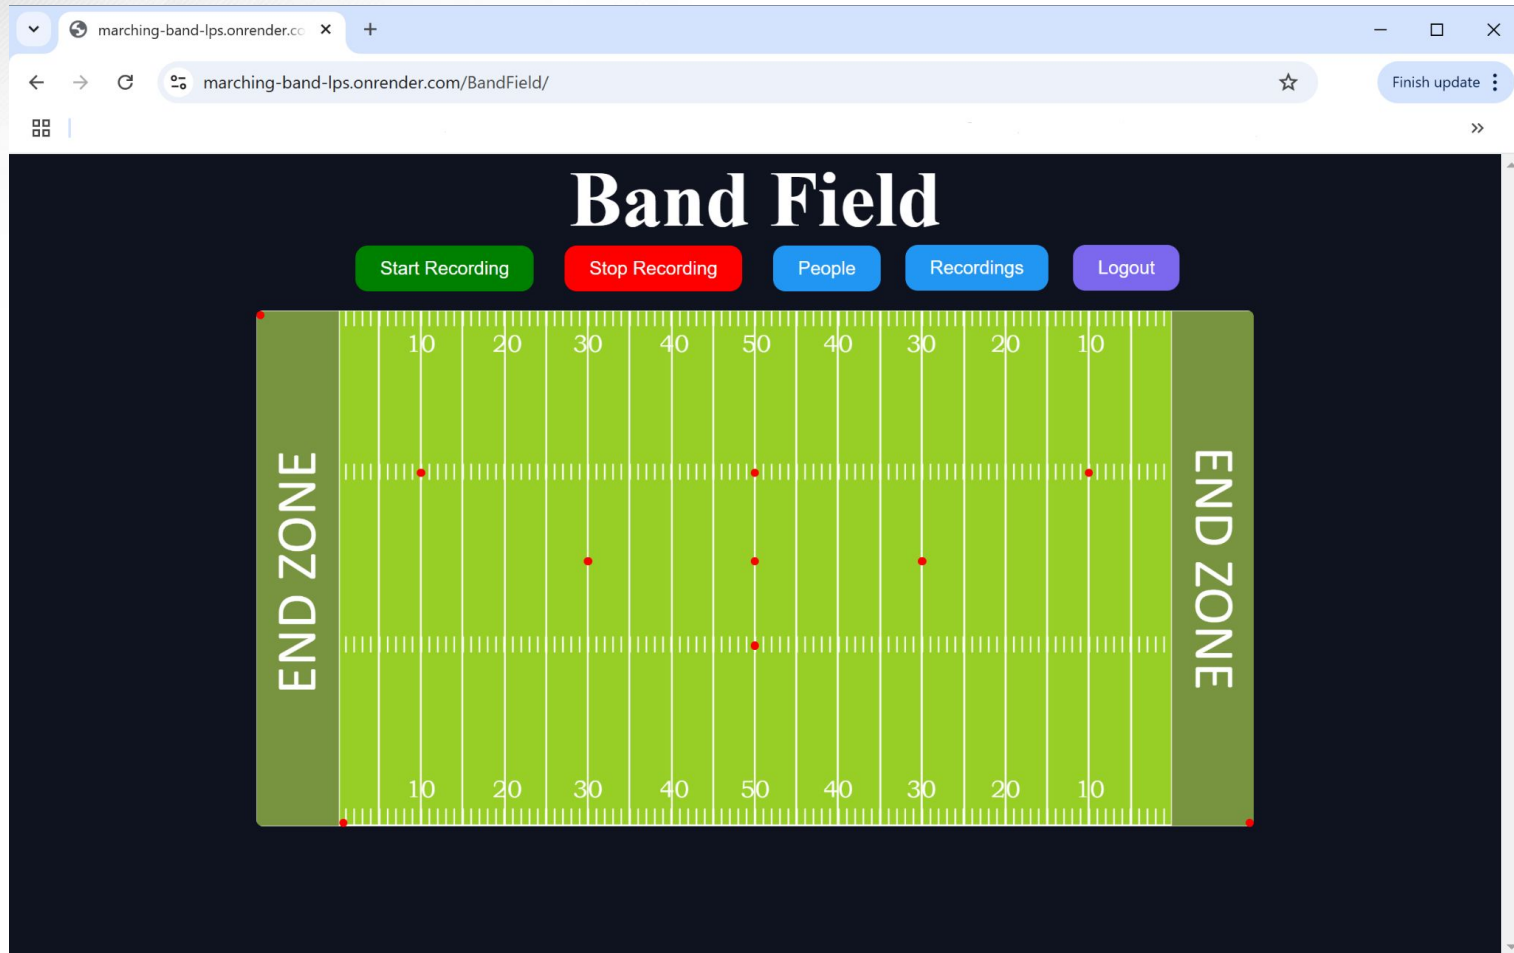 marching-band-lps.onrender.co
marching-band-lps.onrender.com/BandField/
Finish update
Band Field
Start Recording
Stop Recording
People
Recordings
Logout
10 20 30 40 50 40 30 20 10
END ZONE
END ZONE
10 20 30 40 50 40 30 20 10